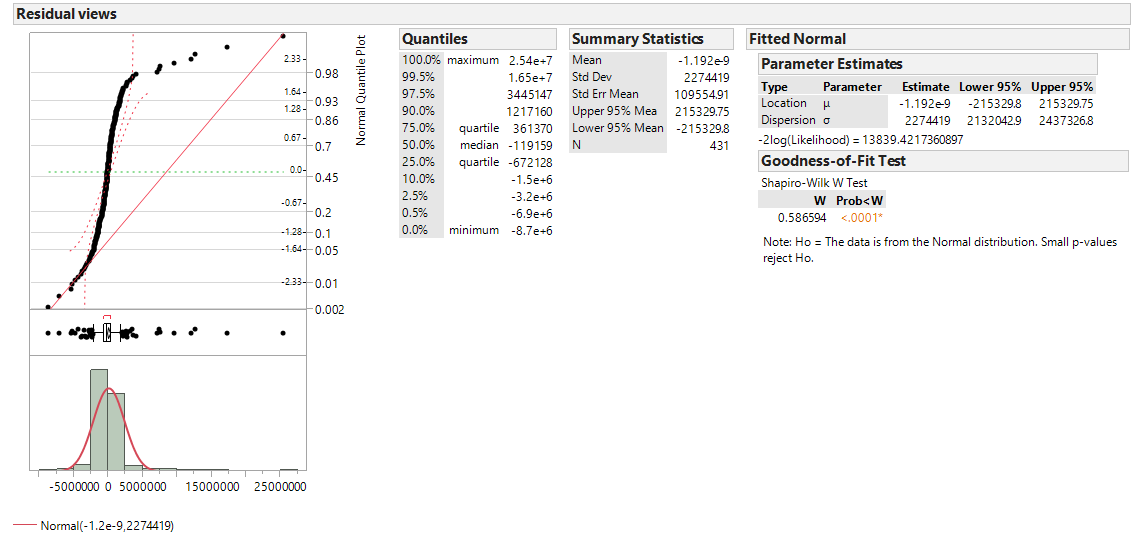 Residual views
Normal Quantile Plot
2.33 0.98
1.64 0.93
1.28 0.86
0.67 0.7
0.0 0.45
-0.67 0.2
-1.28 0.1
-1.64 0.05
-2.33 0.01
0.002
-5000000 0 5000000 15000000 25000000
Normal(-1.2e-9,2274419)
Quantiles
100.0% maximum 2.54e+7
99.5% 1.65e+7
97.5% 3445147
90.0% 1217160
75.0% quartile 361370
50.0% median -119159
25.0% quartile -672128
10.0% -1.5e+6
2.5% -3.2e+6
0.5% -6.9e+6
0.0% minimum -8.7e+6
Summary Statistics
Mean -1.192e-9
Std Dev 2274419
Std Err Mean 109554.91
Upper 95% Mea 215329.75
Lower 95% Mean -215329.8
N 431
Fitted Normal
Parameter Estimates
Type Parameter Estimate Lower 95% Upper 95%
Location μ -1.192e-9 -215329.8 215329.75
Dispersion σ 2274419 2132042.9 2437326.8
-2log(Likelihood) = 13839.4217360897
Goodness-of-Fit Test
Shapiro-Wilk W Test
W Prob<W
0.586594 <.0001*
Note: Ho = The data is from the Normal distribution. Small p-values
reject Ho.